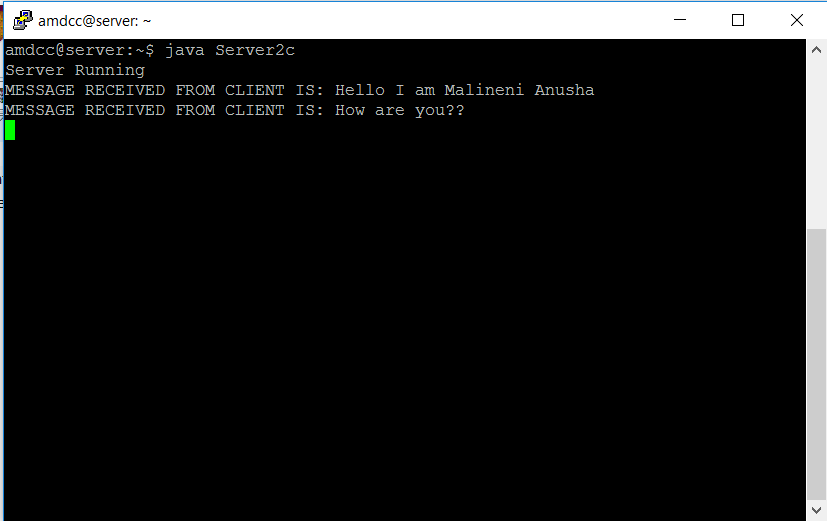 amdcc@server: ~
amdcc@server:~$ java Server2c
Server Running
MESSAGE RECEIVED FROM CLIENT IS: Hello I am Malineni Anusha
MESSAGE RECEIVED FROM CLIENT IS: How are you??